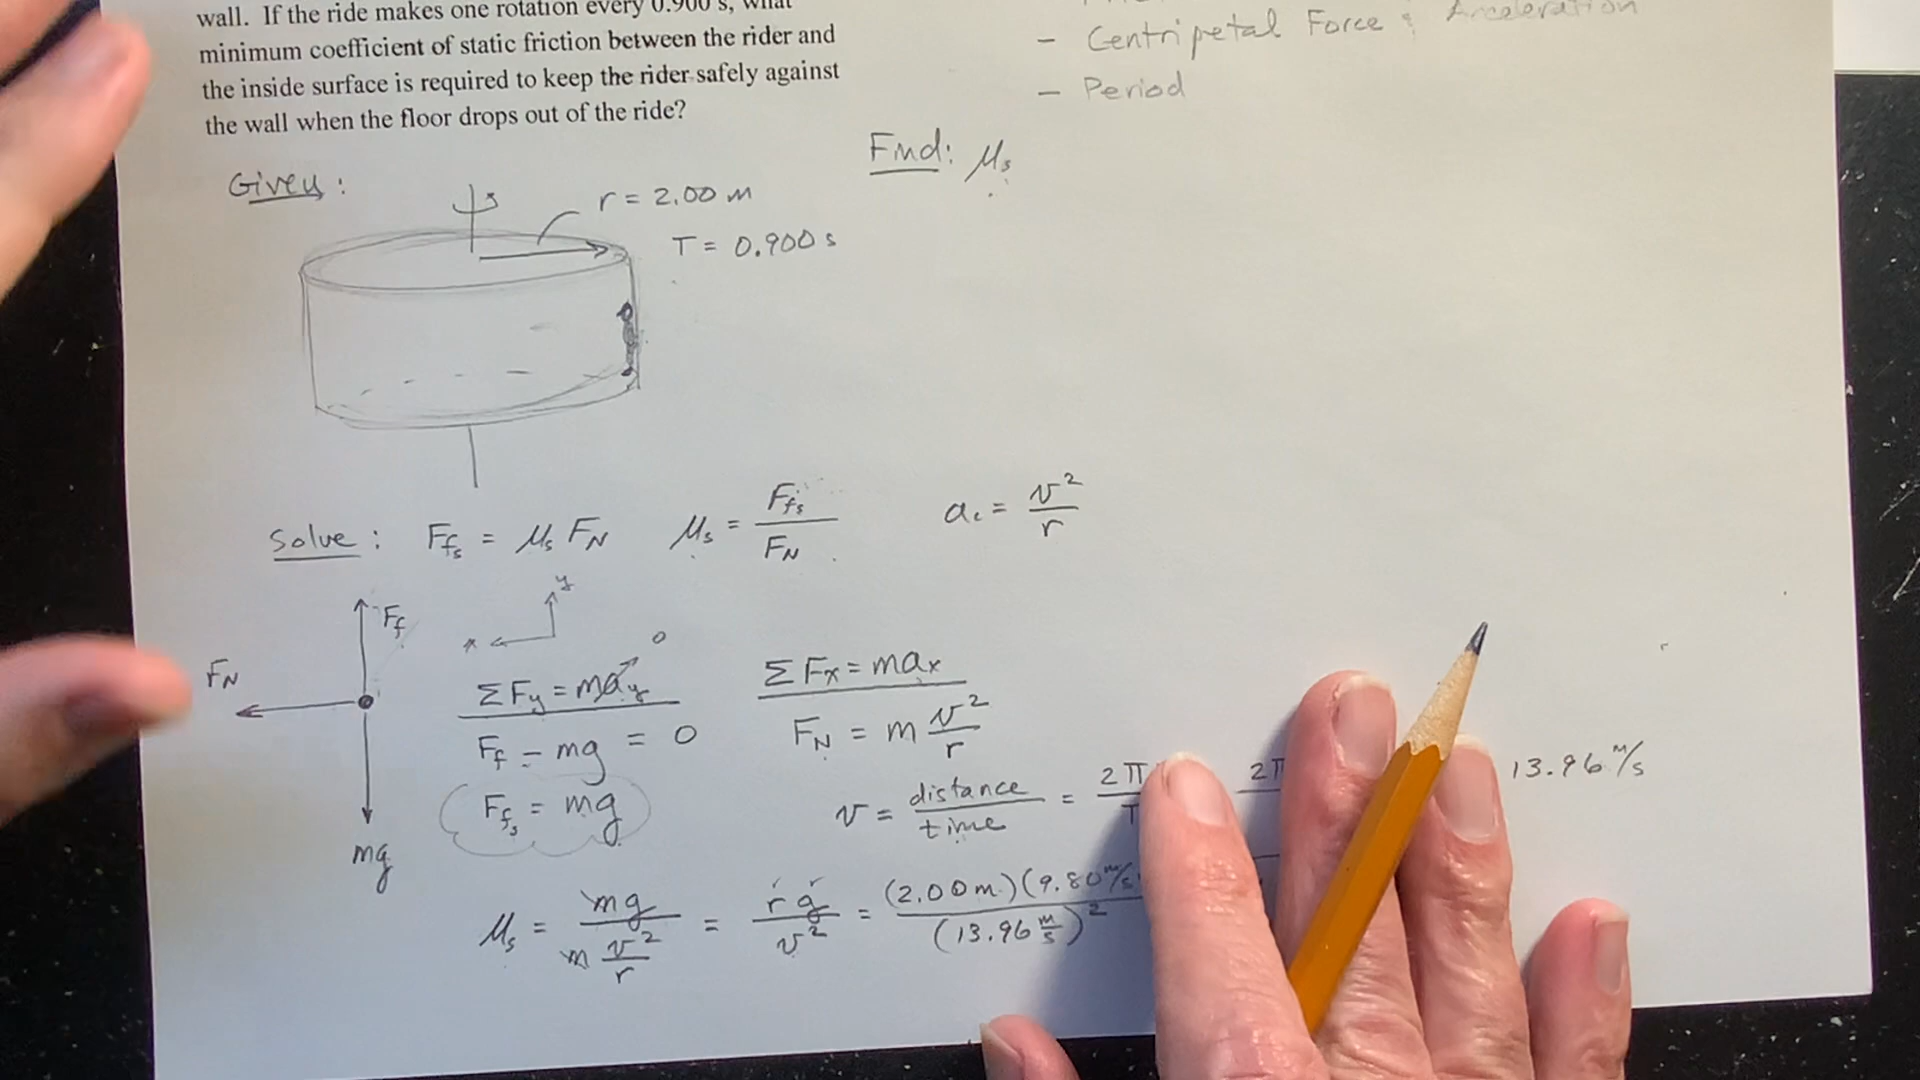 wall. If the ride makes one rotation every 0.900 s, what
minimum coefficient of static friction between the rider and
the inside surface is required to keep the rider safely against
the wall when the floor drops out of the ride?
- Centripetal Force & Acceleration
- Period
Find: μs
Given:
r = 2.00 m
T = 0.900 s
Solve: Ffs = μs FN μs = Ffs / FN ac = v² / r
Ff
FN
mg
y
x
ΣFy = may 0
Ff - mg = 0
Ffs = mg
ΣFx = max
FN = m v² / r
v = distance / time = 2π / T 2π 13.96 m/s
μs = mg / m v² / r = rg / v² = (2.00 m)(9.80 m/s / (13.96 m/s)²